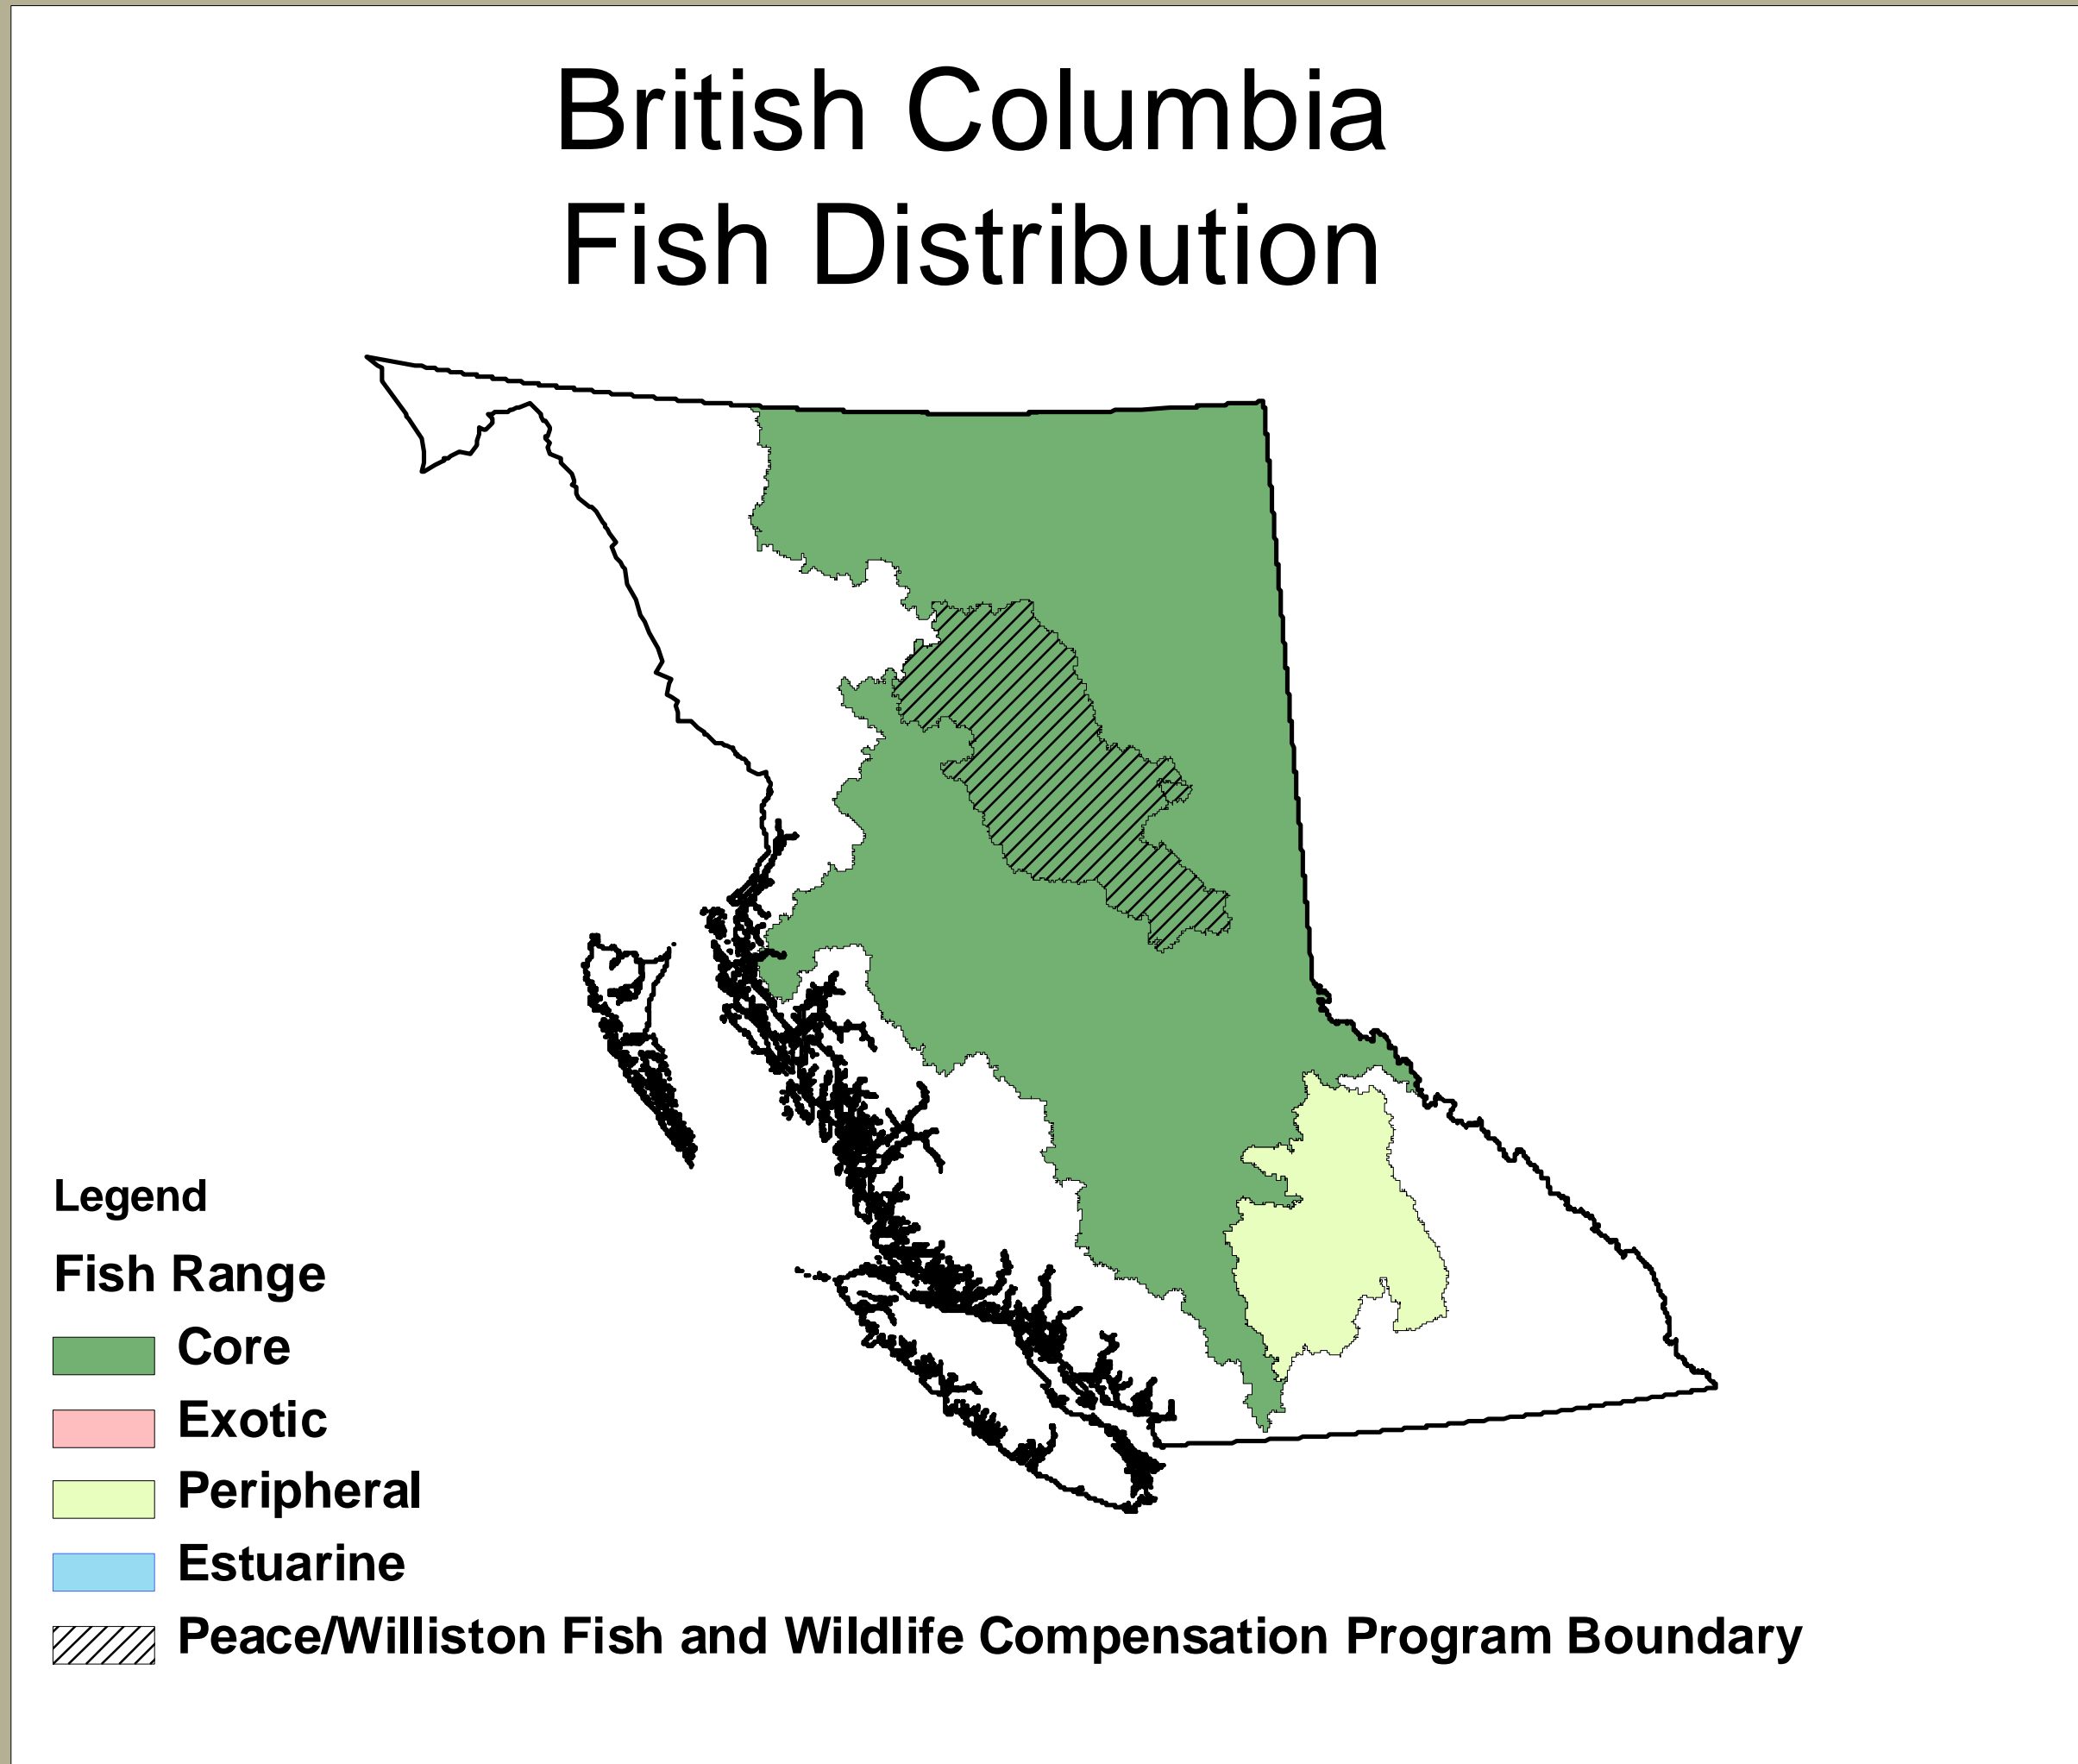 British Columbia
Fish Distribution
Legend
Fish Range
Core
Exotic
Peripheral
Estuarine
Peace/Williston Fish and Wildlife Compensation Program Boundary